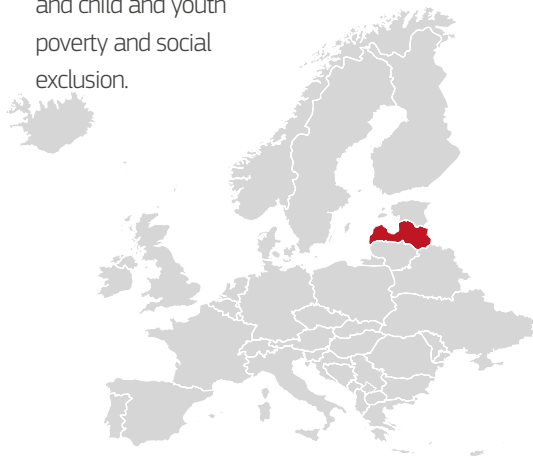 and child and youth
poverty and social
exclusion.